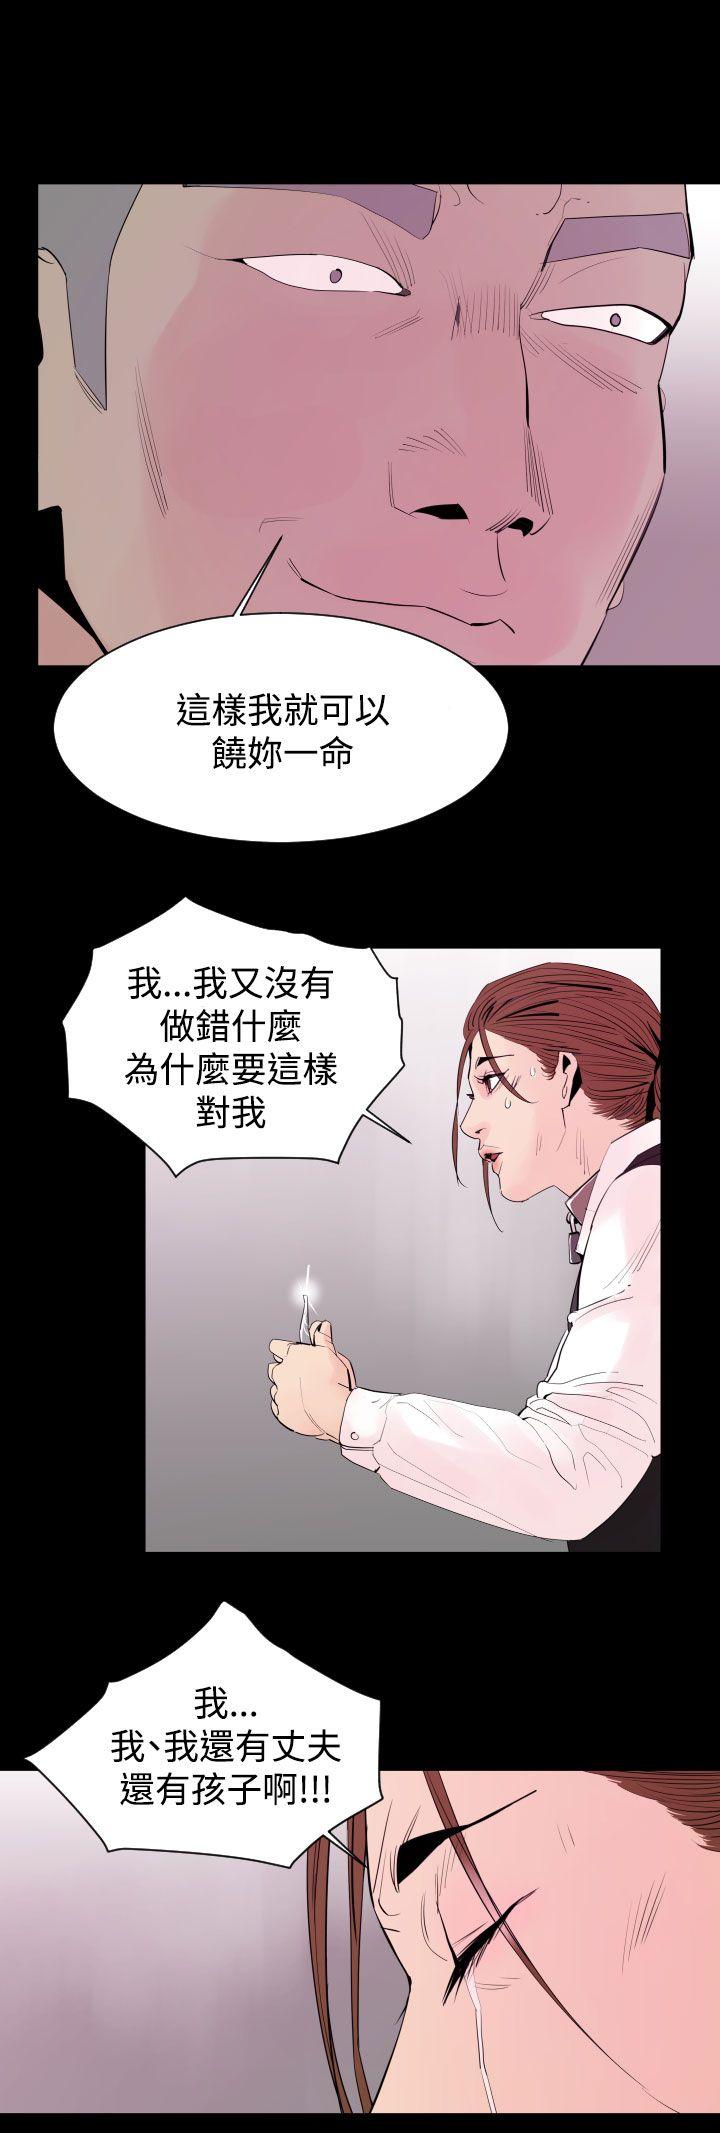 這樣我就可以
饒妳一命
我...我又沒有
做錯什麼
為什麼要這樣
對我
我...
我、我還有丈夫
還有孩子啊!!!